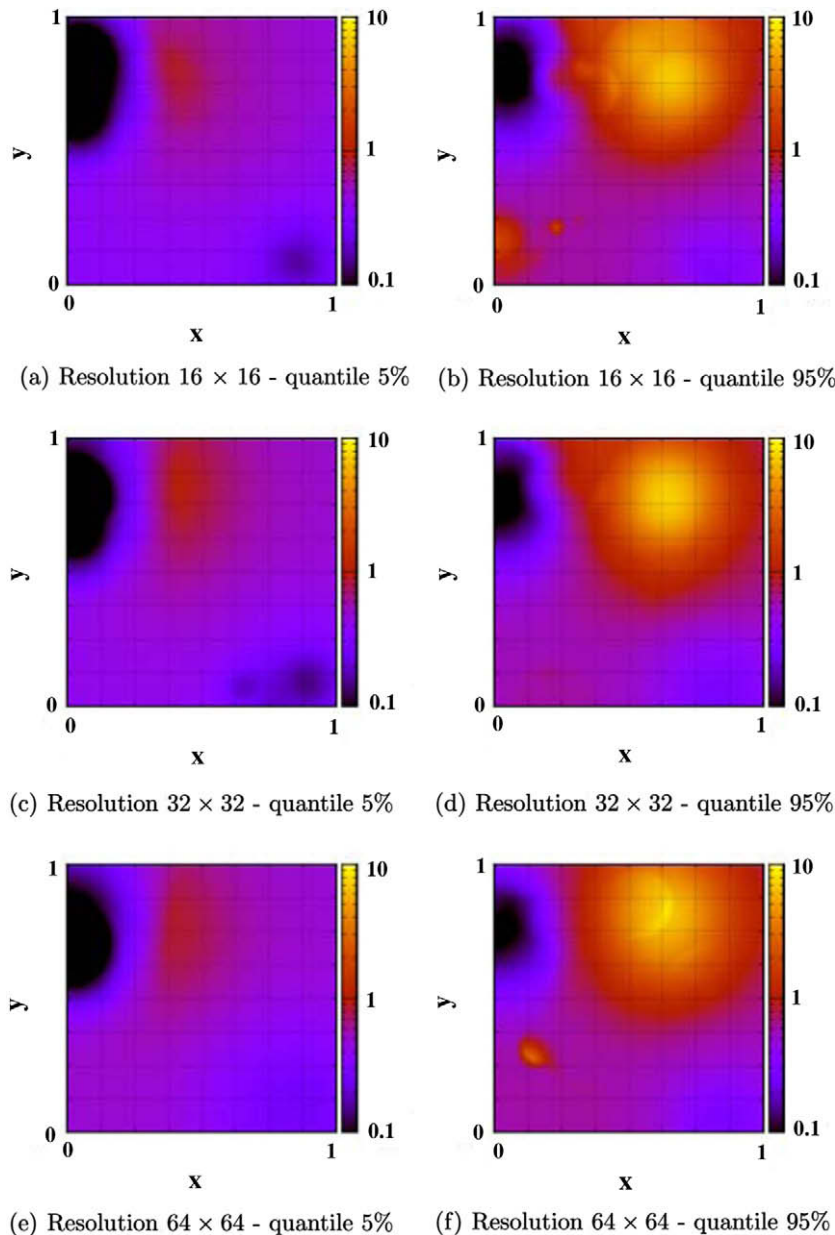 1
10
y
1
0
0.1
0
1
x
(a) Resolution 16 × 16 - quantile 5%
1
10
y
1
0
0.1
0
1
x
(b) Resolution 16 × 16 - quantile 95%
1
10
y
1
0
0.1
0
1
x
(c) Resolution 32 × 32 - quantile 5%
1
10
y
1
0
0.1
0
1
x
(d) Resolution 32 × 32 - quantile 95%
1
10
y
1
0
0.1
0
1
x
(e) Resolution 64 × 64 - quantile 5%
1
10
y
1
0
0.1
0
1
x
(f) Resolution 64 × 64 - quantile 95%